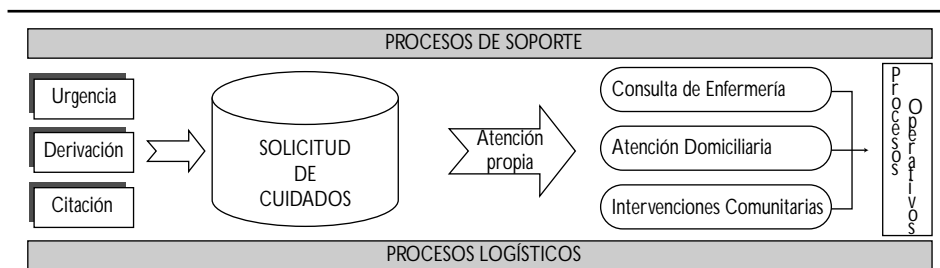 PROCESOS DE SOPORTE
Urgencia
Derivación
Citación
SOLICITUD
DE
CUIDADOS
Atención
propia
Consulta de Enfermería
Atención Domiciliaria
Intervenciones Comunitarias
Procesos
Operativos
PROCESOS LOGÍSTICOS